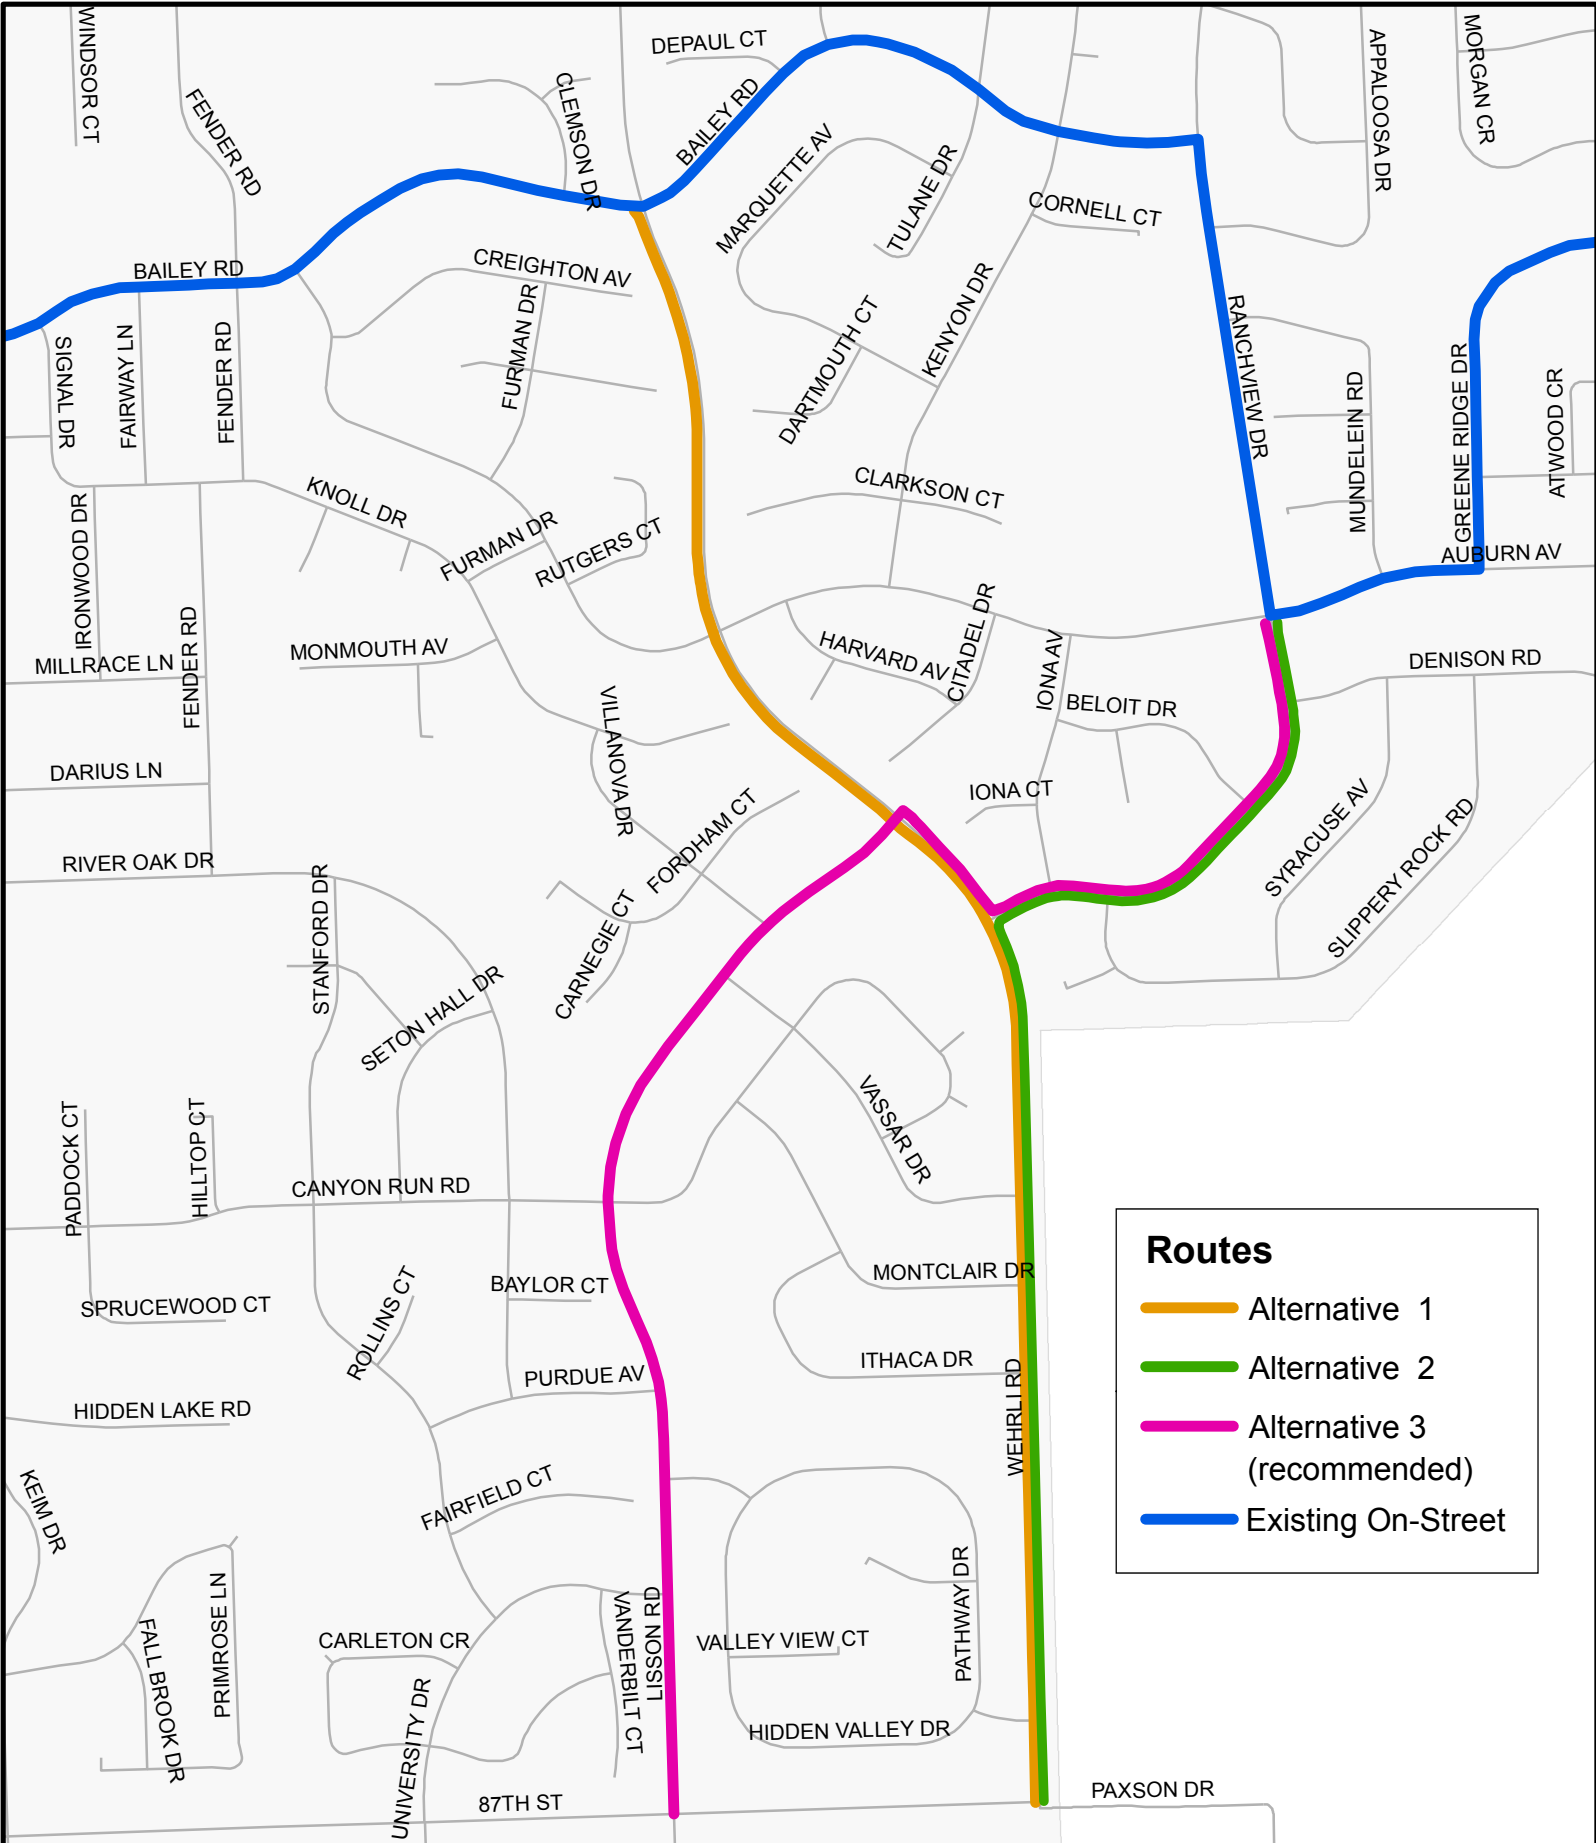 WINDSOR CT
FENDER RD
CLEMSON DR
DEPAUL CT
BAILEY RD
MARQUETTE AV
TULANE DR
CORNELL CT
APPALOOSA DR
MORGAN CR
BAILEY RD
CREIGHTON AV
FURMAN DR
DARTMOUTH CT
KENYON DR
RANCHVIEW DR
SIGNAL DR
FAIRWAY LN
FENDER RD
MUNDELEIN RD
GREENE RIDGE DR
ATWOOD CR
CLARKSON CT
KNOLL DR
FURMAN DR
RUTGERS CT
AUBURN AV
IRONWOOD DR
FENDER RD
MILLRACE LN
MONMOUTH AV
HARVARD AV
CITADEL DR
IONA AV
BELOIT DR
DENISON RD
VILLANOVA DR
DARIUS LN
IONA CT
FORDHAM CT
SYRACUSE AV
SLIPPERY ROCK RD
RIVER OAK DR
STANFORD DR
CARNEGIE CT
SETON HALL DR
VASSAR DR
PADDOCK CT
HILLTOP CT
CANYON RUN RD
MONTCLAIR DR
BAYLOR CT
SPRUCEWOOD CT
ROLLINS CT
ITHACA DR
PURDUE AV
WEHRLI RD
HIDDEN LAKE RD
KEIM DR
FAIRFIELD CT
PATHWAY DR
FALL BROOK DR
PRIMROSE LN
CARLETON CR
VANDERBILT CT
LISSON RD
VALLEY VIEW CT
UNIVERSITY DR
HIDDEN VALLEY DR
87TH ST
PAXSON DR
Routes
Alternative 1
Alternative 2
Alternative 3
(recommended)
Existing On-Street